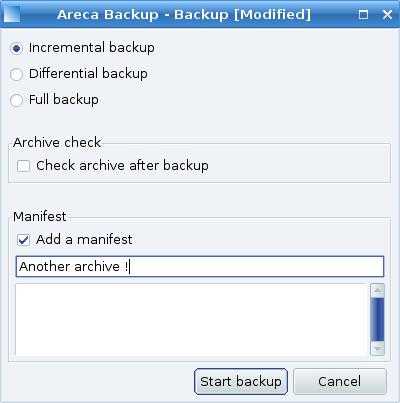 Areca Backup - Backup [Modified]
Incremental backup
Differential backup
Full backup
Archive check
Check archive after backup
Manifest
Add a manifest
Another archive !
Start backup
Cancel